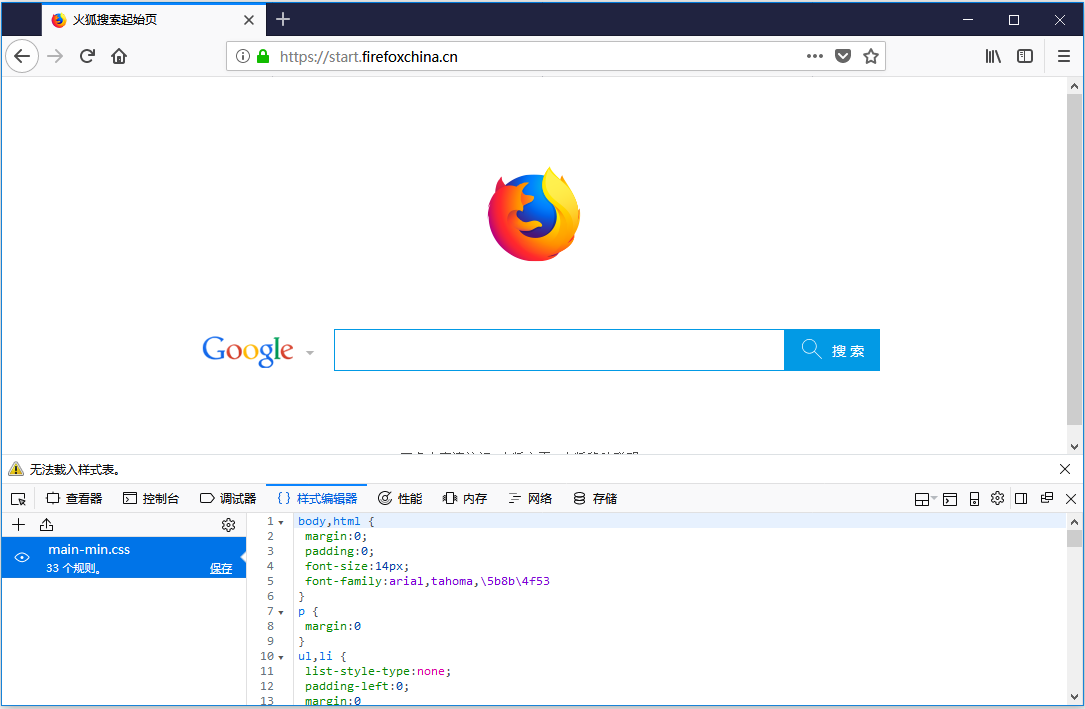 火狐搜索起始页
https://start.firefoxchina.cn
Google
搜 索
无法载入样式表。
查看器 控制台 调试器 {} 样式编辑器 性能 内存 网络 存储
main-min.css
33 个规则。 保存
1 body,html {
2 margin:0;
3 padding:0;
4 font-size:14px;
5 font-family:arial,tahoma,\5b8b\4f53
6 }
7 p {
8 margin:0
9 }
10 ul,li {
11 list-style-type:none;
12 padding-left:0;
13 margin:0